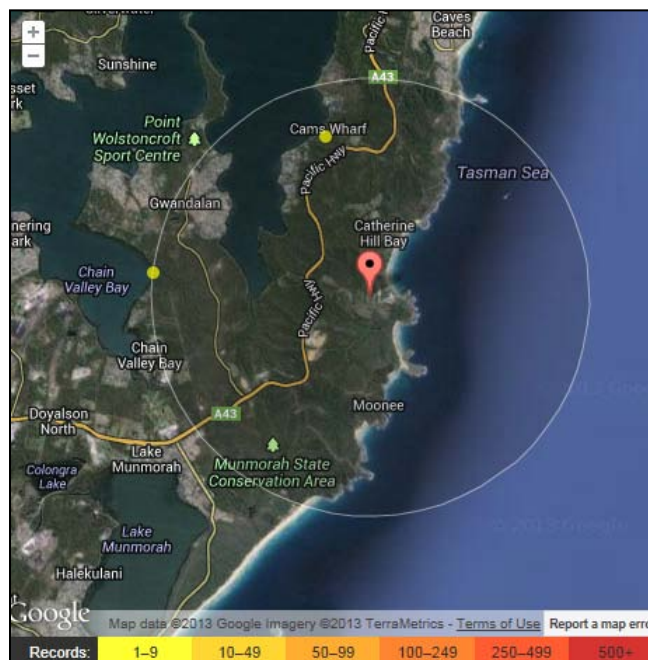 Silverwater
Caves
Beach
Pacific H
+
−
Sunshine
A43
sset
rk
Point
Wolstoncroft
Sport Centre
Cams Wharf
Pacific Hwy
Tasman Sea
Gwandalan
nering
ark
Catherine
Hill Bay
Chain
Valley Bay
Pacific Hwy
Chain
Valley Bay
Moonee
Doyalson
North
A43
Lake
Munmorah
Munmorah State
Conservation Area
Colongra
Lake
Lake
Munmorah
Halekulani
Google
Map data ©2013 Google Imagery ©2013 TerraMetrics - Terms of Use
Report a map erro
Records: 1–9 10–49 50–99 100–249 250–499 500+